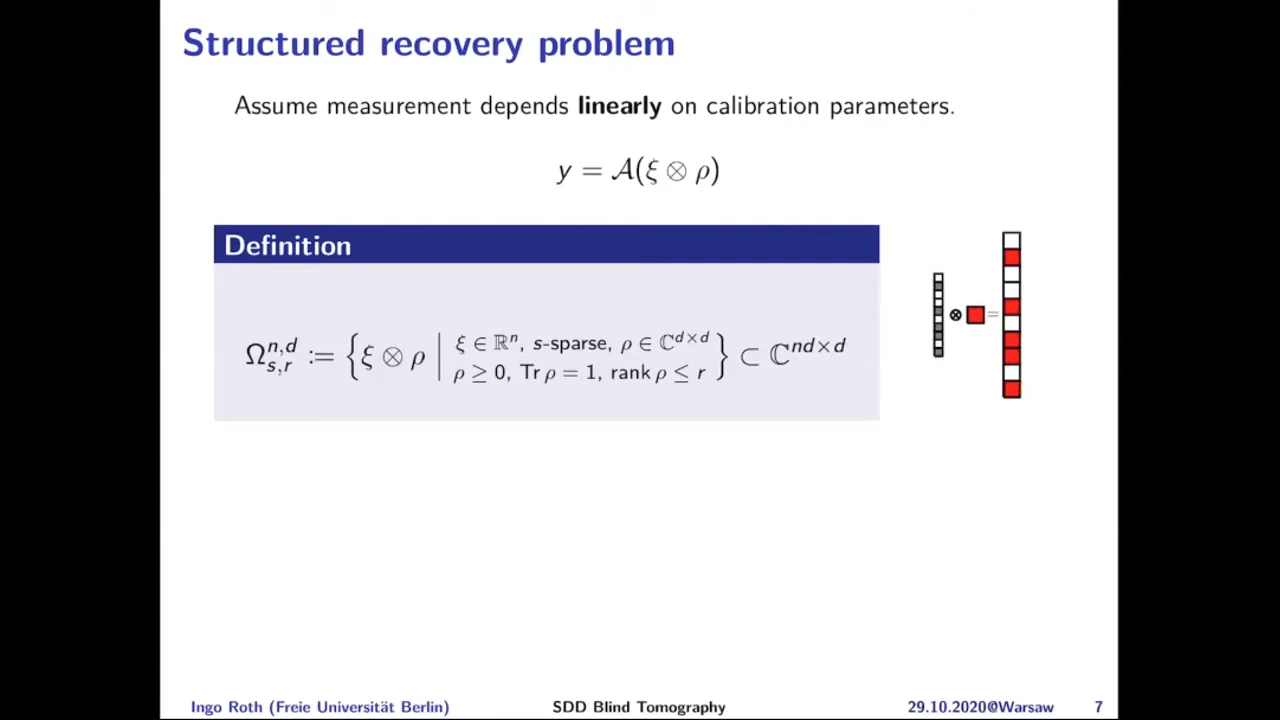 Structured recovery problem
Assume measurement depends linearly on calibration parameters.
y = 𝒜(ξ ⊗ ρ)
Definition
Ω^{n,d}_{s,r} := { ξ ⊗ ρ | ξ ∈ ℝ^n, s-sparse, ρ ∈ ℂ^{d×d}
ρ ≥ 0, Tr ρ = 1, rank ρ ≤ r } ⊂ ℂ^{nd×d}
⊗ =
Ingo Roth (Freie Universität Berlin) SDD Blind Tomography 29.10.2020@Warsaw 7